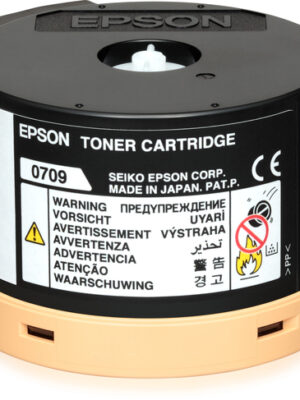 EPSON TONER CARTRIDGE
0709
SEIKO EPSON CORP.
MADE IN JAPAN. PAT.P.
CE
WARNING ПРЕДУПРЕЖДЕНИЕ
VORSICHT UYARI
AVERTISSEMENT VÝSTRAHA
AVVERTENZA تحذير
ADVERTENCIA 警告
ATENÇÃO 경고
WAARSCHUWING
>PP<